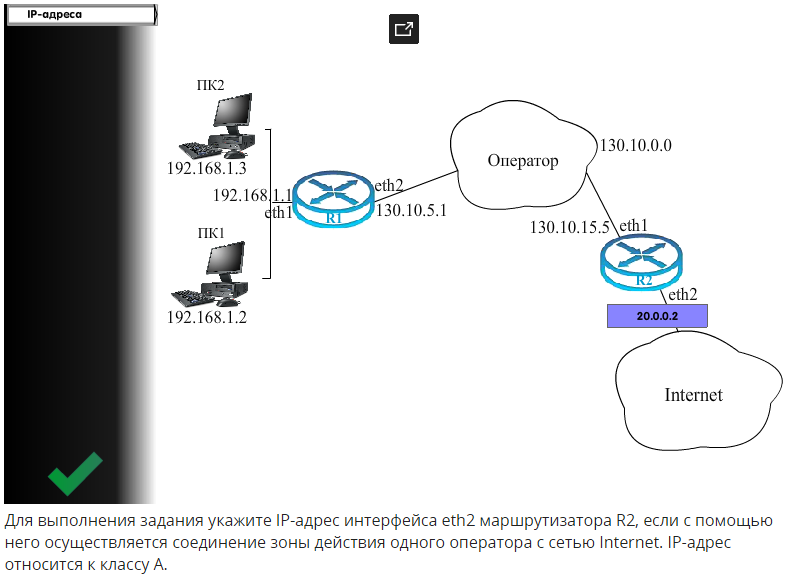 IP-адреса
ПК2
192.168.1.3
192.168.1.1
eth1
R1
eth2
130.10.5.1
Оператор
130.10.0.0
ПК1
192.168.1.2
130.10.15.5
eth1
R2
eth2
20.0.0.2
Internet
Для выполнения задания укажите IP-адрес интерфейса eth2 маршрутизатора R2, если с помощью
него осуществляется соединение зоны действия одного оператора с сетью Internet. IP-адрес
относится к классу А.